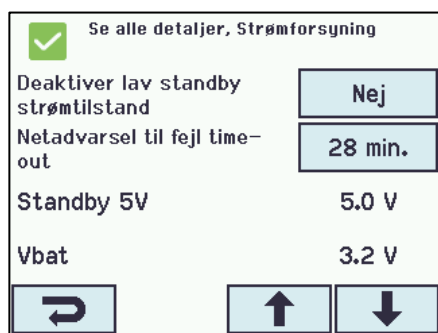 Se alle detaljer, Strømforsyning
Deaktiver lav standby
strømtilstand
Nej
Netadvarsel til fejl time-
out
28 min.
Standby 5V
5.0 V
Vbat
3.2 V